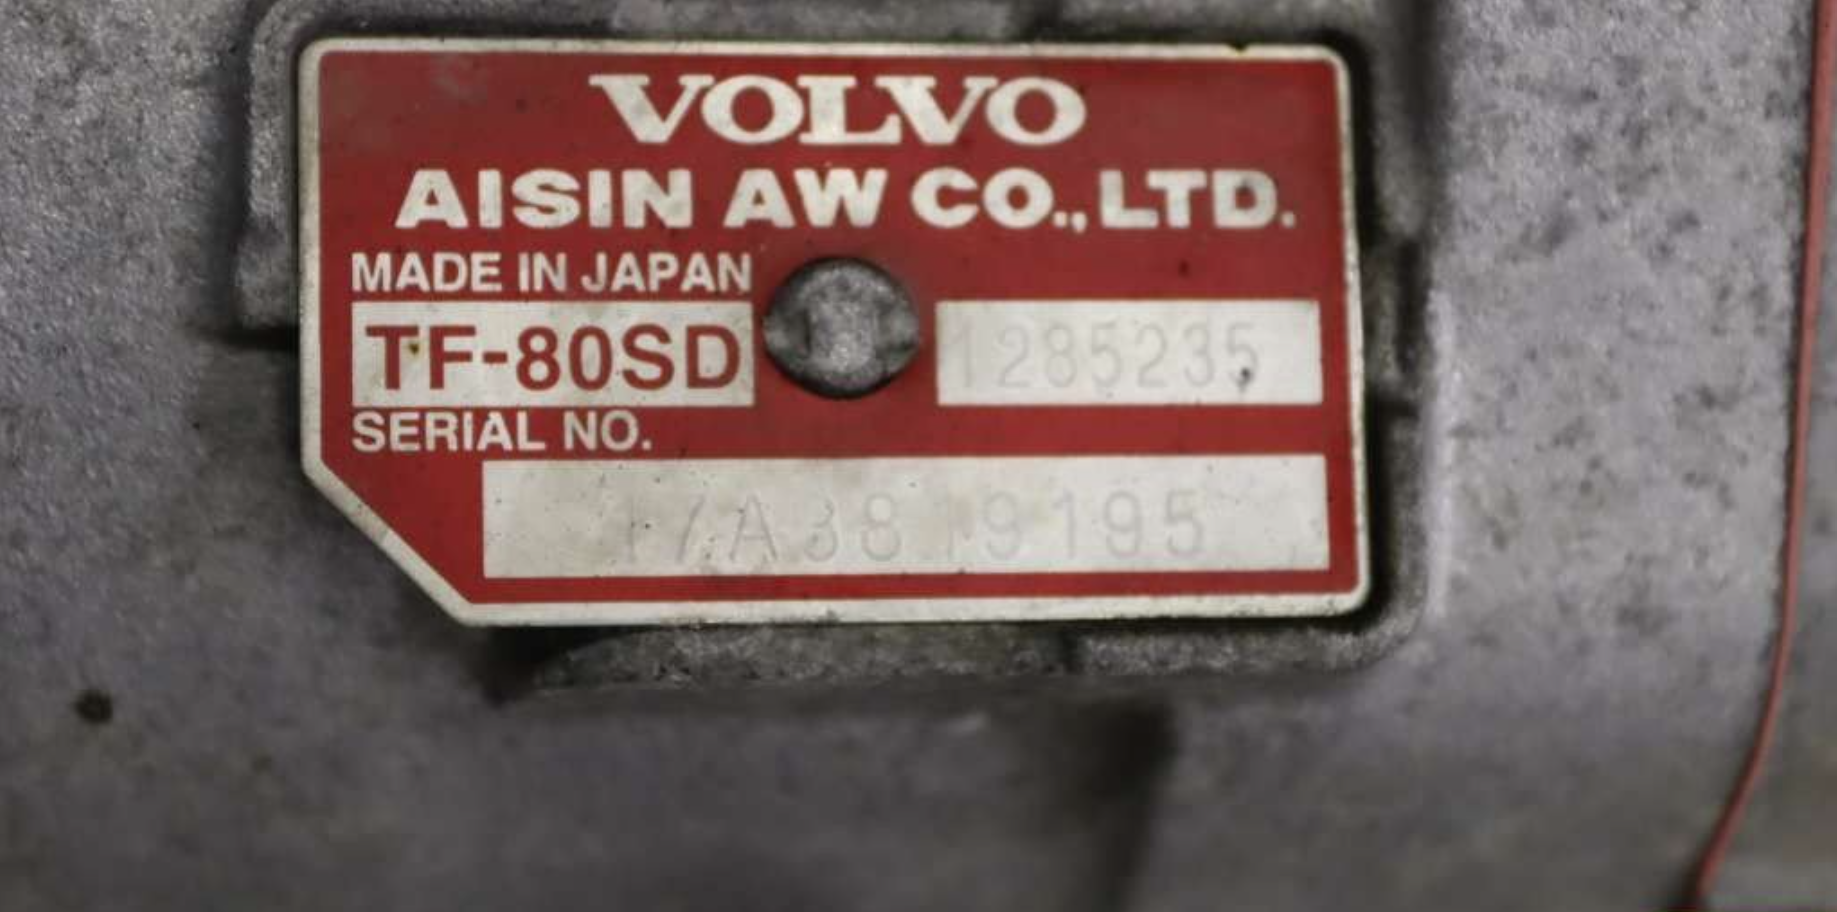 VOLVO
AISIN AW CO., LTD.
MADE IN JAPAN
TF-80SD 1285235
SERIAL NO.